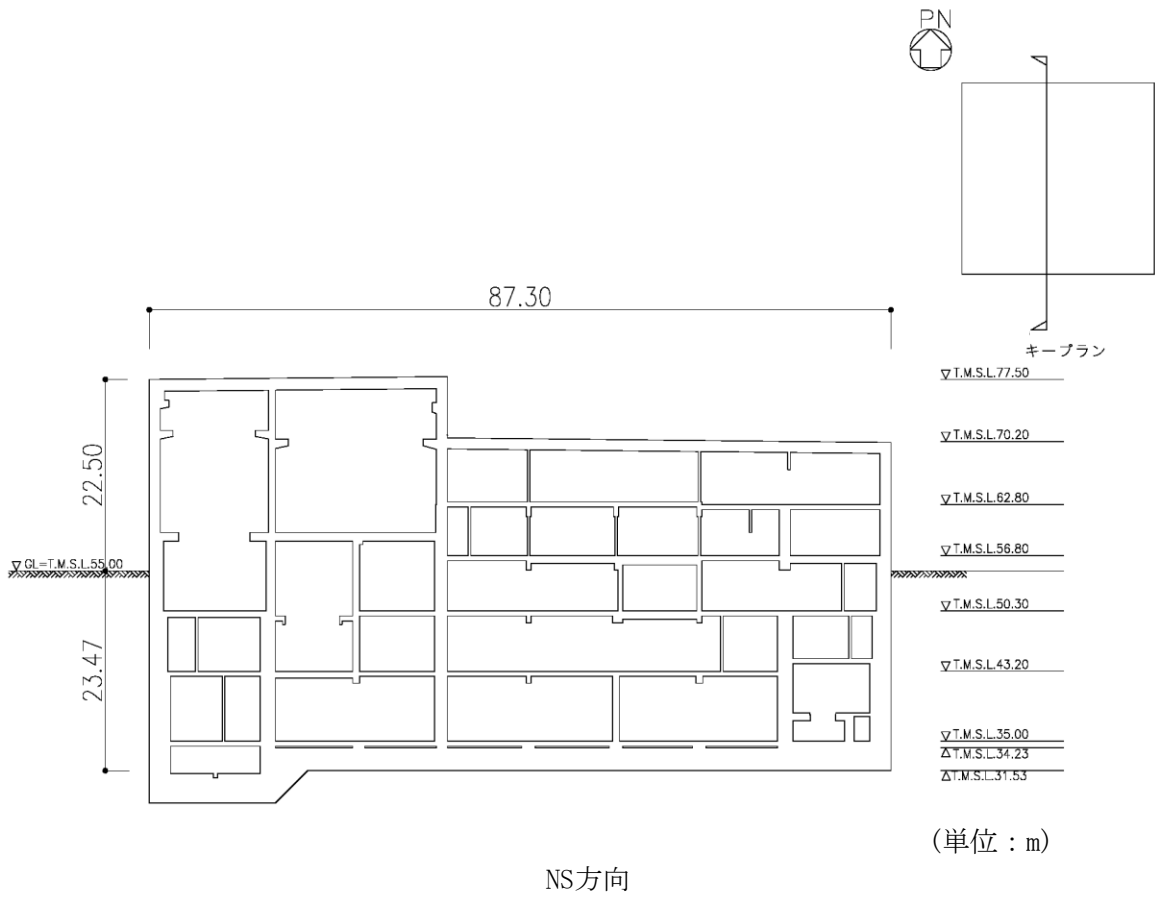 PN
キープラン
87.30
▽T.M.S.L.77.50
▽T.M.S.L.70.20
22.50
▽T.M.S.L.62.80
▽T.M.S.L.56.80
▽GL=T.M.S.L.55.00
▽T.M.S.L.50.30
23.47
▽T.M.S.L.43.20
▽T.M.S.L.35.00
△T.M.S.L.34.23
△T.M.S.L.31.53
(単位：m)
NS方向